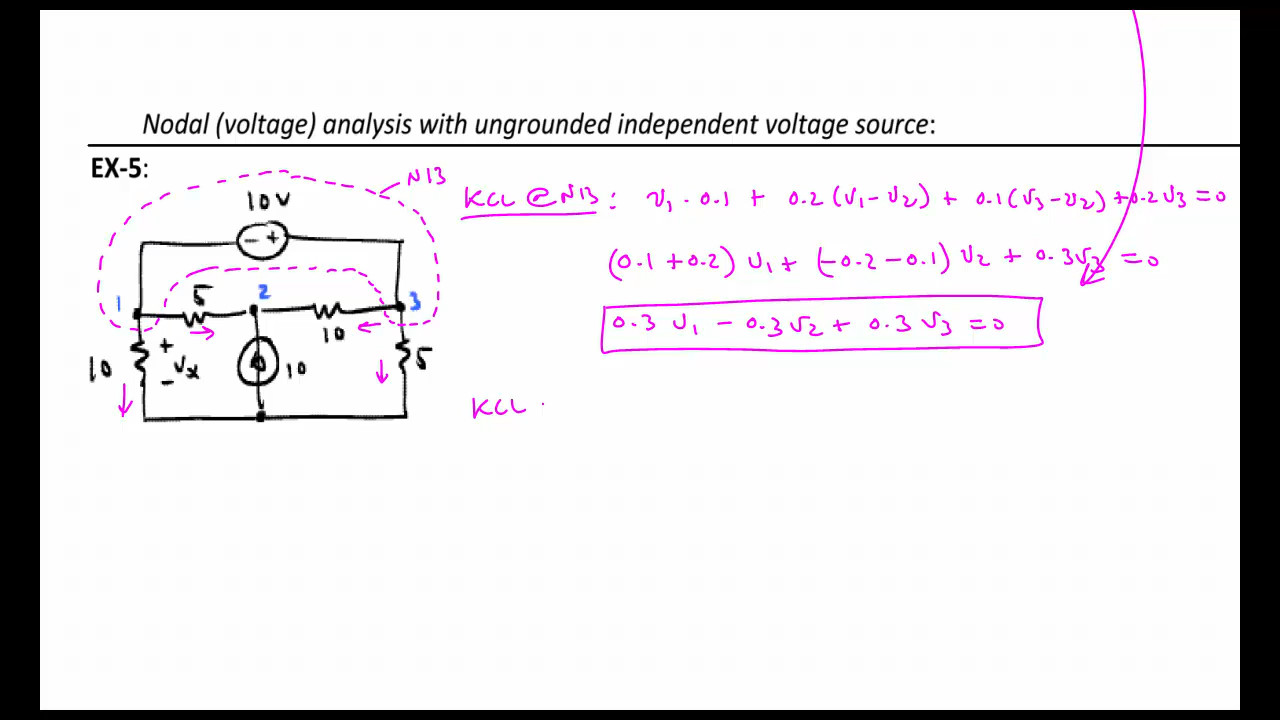 Nodal (voltage) analysis with ungrounded independent voltage source:
EX-5:
N13
10V
− +
1
5
2
10
3
10
+
Vx
−
10
5
KCL @ N13 : v₁ · 0.1 + 0.2 (v₁ − v₂) + 0.1 (v₃ − v₂) + 0.2 v₃ = 0
(0.1 + 0.2) v₁ + (−0.2 − 0.1) v₂ + 0.3 v₃ = 0
0.3 v₁ − 0.3 v₂ + 0.3 v₃ = 0
KCL ·